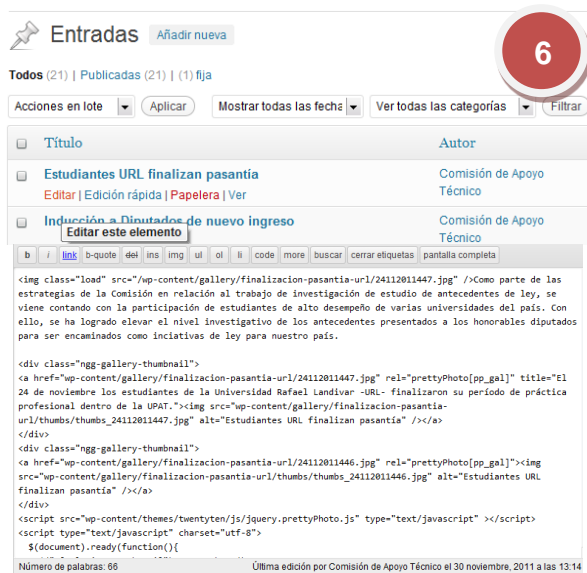 Entradas Añadir nueva
6
Todos (21) | Publicadas (21) | (1) fija
Acciones en lote Aplicar Mostrar todas las fecha Ver todas las categorías Filtrar
Título Autor
Estudiantes URL finalizan pasantía Comisión de Apoyo
Editar | Edición rápida | Papelera | Ver Técnico
Inducción a Diputados de nuevo ingreso Comisión de Apoyo
Editar este elemento Técnico
b i link b-quote del ins img ul ol li code more buscar cerrar etiquetas pantalla completa
<img class="load" src="/wp-content/gallery/finalizacion-pasantia-url/24112011447.jpg" />Como parte de las
estrategias de la Comisión en relación al trabajo de investigación de estudio de antecedentes de ley, se
viene contando con la participación de estudiantes de alto desempeño de varias universidades del país. Con
ello, se ha logrado elevar el nivel investigativo de los antecedentes presentados a los honorables diputados
para ser encaminados como inciativas de ley para nuestro país.
<div class="ngg-gallery-thumbnail">
<a href="wp-content/gallery/finalizacion-pasantia-url/24112011447.jpg" rel="prettyPhoto[pp_gal]" title="El
24 de noviembre los estudiantes de la Universidad Rafael Landivar -URL- finalizaron su período de práctica
profesional dentro de la UPAT."><img src="wp-content/gallery/finalizacion-pasantia-
url/thumbs/thumbs_24112011447.jpg" alt="Estudiantes URL finalizan pasantía" /></a>
</div>
<div class="ngg-gallery-thumbnail">
<a href="wp-content/gallery/finalizacion-pasantia-url/24112011446.jpg" rel="prettyPhoto[pp_gal]"><img
src="wp-content/gallery/finalizacion-pasantia-url/thumbs/thumbs_24112011446.jpg" alt="Estudiantes URL
finalizan pasantía" /></a>
</div>
<script src="wp-content/themes/twentyten/js/jquery.prettyPhoto.js" type="text/javascript" ></script>
<script type="text/javascript" charset="utf-8">
$(document).ready(function(){
Número de palabras: 66 Última edición por Comisión de Apoyo Técnico el 30 noviembre, 2011 a las 13:14